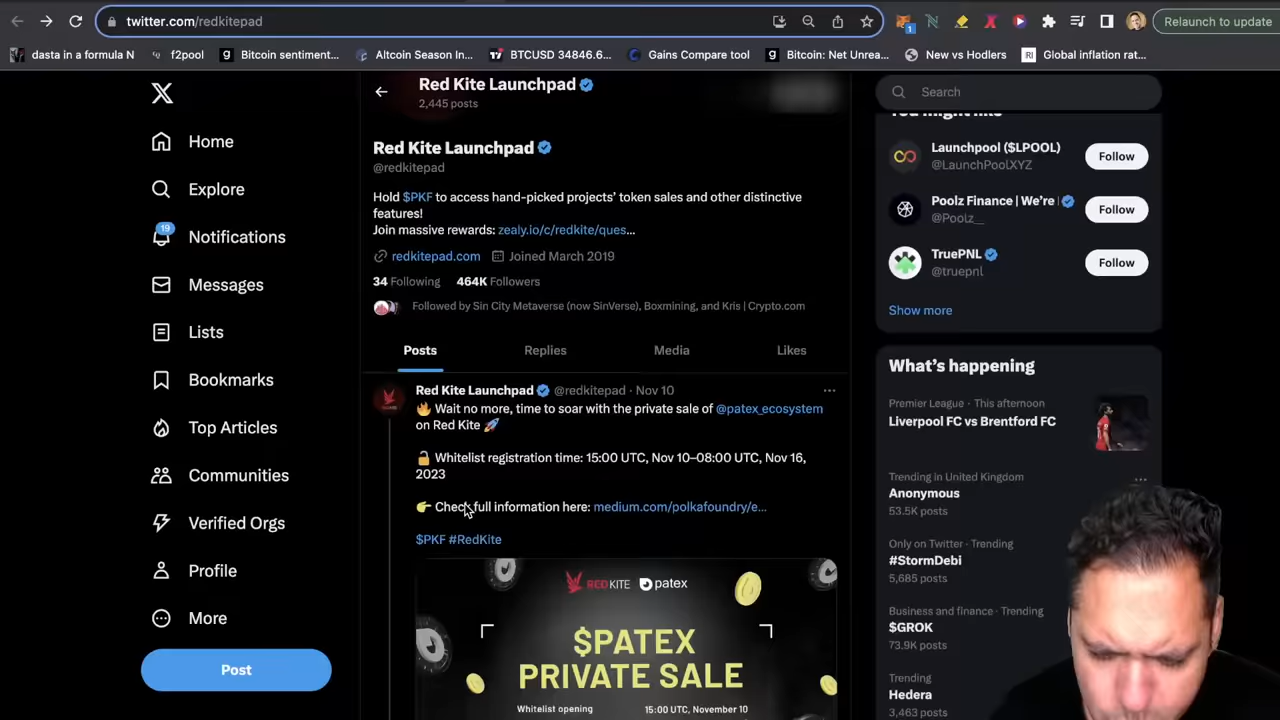 twitter.com/redkitepad
Relaunch to update
dasta in a formula N
f2pool
Bitcoin sentiment...
Altcoin Season In...
BTCUSD 34846.6...
Gains Compare tool
Bitcoin: Net Unrea...
New vs Hodlers
Global inflation rat...
Home
Explore
19
Notifications
Messages
Lists
Bookmarks
Top Articles
Communities
Verified Orgs
Profile
More
Post
Red Kite Launchpad
2,445 posts
Red Kite Launchpad
@redkitepad
Hold $PKF to access hand-picked projects' token sales and other distinctive
features!
Join massive rewards: zealy.io/c/redkite/ques...
redkitepad.com Joined March 2019
34 Following 464K Followers
Followed by Sin City Metaverse (now SinVerse), Boxmining, and Kris | Crypto.com
Posts Replies Media Likes
Red Kite Launchpad @redkitepad · Nov 10
🔥 Wait no more, time to soar with the private sale of @patex_ecosystem
on Red Kite 🚀
🔓 Whitelist registration time: 15:00 UTC, Nov 10–08:00 UTC, Nov 16,
2023
👉 Check full information here: medium.com/polkafoundry/e...
$PKF #RedKite
REDKITE patex
$PATEX
PRIVATE SALE
Whitelist opening 15:00 UTC, November 10
Search
You might like
Launchpool ($LPOOL)
@LaunchPoolXYZ
Follow
Poolz Finance | We're
@Poolz__
Follow
TruePNL
@truepnl
Follow
Show more
What's happening
Premier League · This afternoon
Liverpool FC vs Brentford FC
Trending in United Kingdom
Anonymous
53.5K posts
Only on Twitter · Trending
#StormDebi
5,685 posts
Business and finance · Trending
$GROK
73.9K posts
Trending
Hedera
3,463 posts